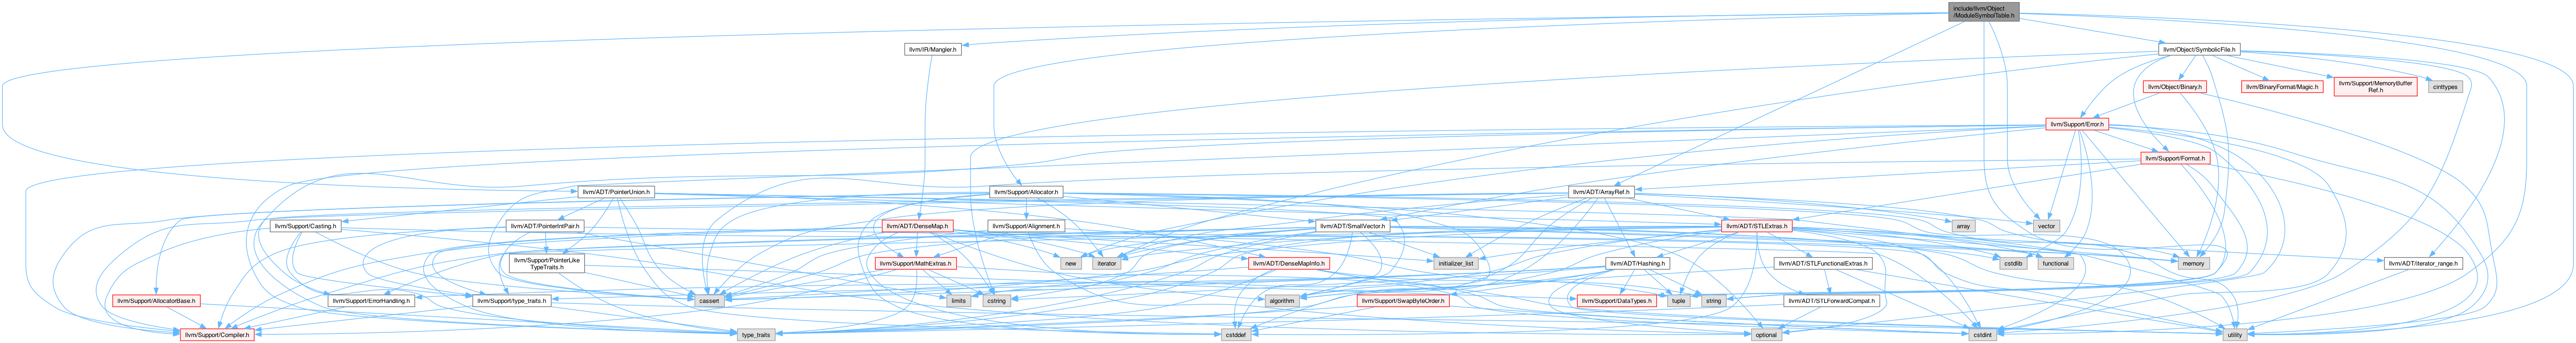 include/llvm/Object
/ModuleSymbolTable.h
llvm/IR/Mangler.h
llvm/Object/SymbolicFile.h
llvm/Object/Binary.h
llvm/BinaryFormat/Magic.h
llvm/Support/MemoryBuffer
Ref.h
cinttypes
llvm/Support/Error.h
llvm/Support/Format.h
llvm/ADT/PointerUnion.h
llvm/Support/Allocator.h
llvm/ADT/ArrayRef.h
llvm/Support/Casting.h
llvm/ADT/PointerIntPair.h
llvm/ADT/DenseMap.h
llvm/Support/Alignment.h
llvm/ADT/SmallVector.h
llvm/ADT/STLExtras.h
array
vector
llvm/Support/PointerLike
TypeTraits.h
llvm/Support/MathExtras.h
new
iterator
llvm/ADT/DenseMapInfo.h
initializer_list
llvm/ADT/Hashing.h
llvm/ADT/STLFunctionalExtras.h
cstdlib
functional
memory
llvm/ADT/iterator_range.h
llvm/Support/AllocatorBase.h
llvm/Support/ErrorHandling.h
llvm/Support/type_traits.h
cassert
limits
cstring
algorithm
llvm/Support/SwapByteOrder.h
llvm/Support/DataTypes.h
tuple
string
llvm/ADT/STLForwardCompat.h
llvm/Support/Compiler.h
type_traits
cstddef
optional
cstdint
utility